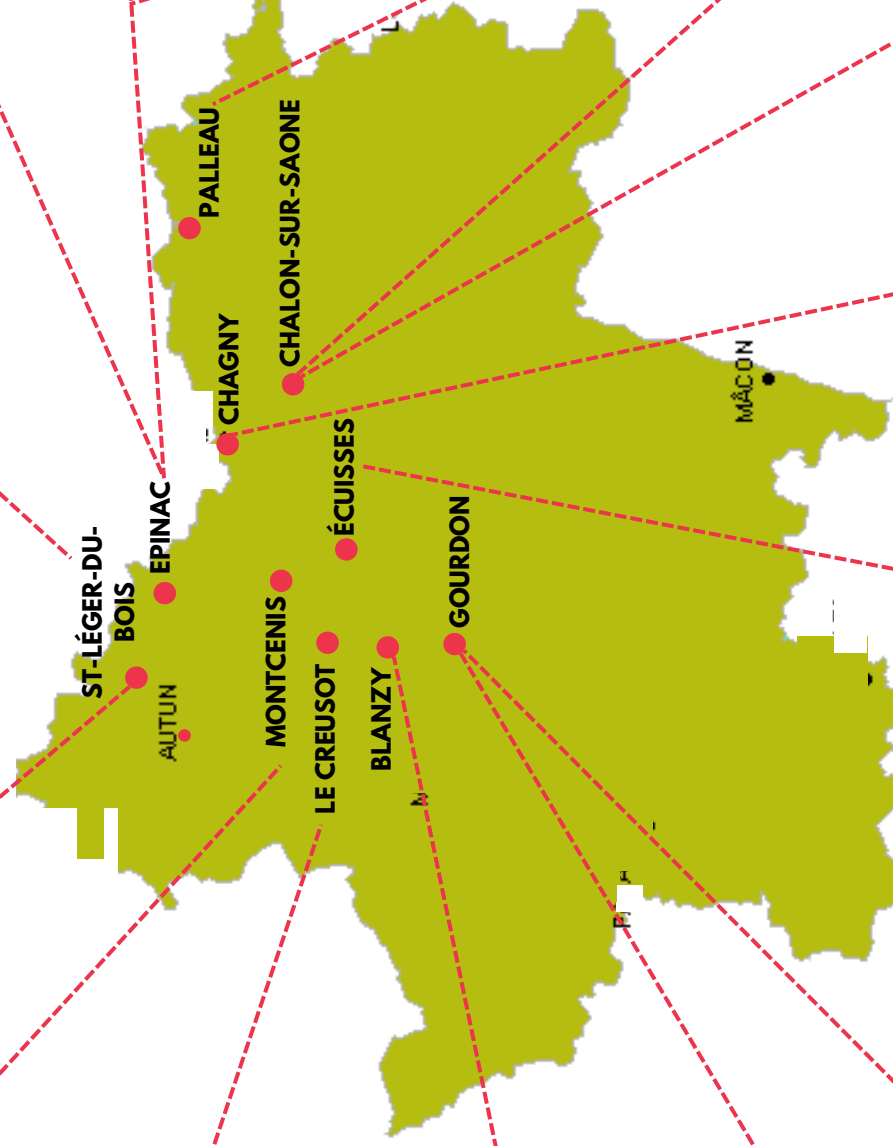 PALLEAU
CHALON-SUR-SAONE
CHAGNY
ÉCUISSES
EPINAC
ST-LÉGER-DU-
BOIS
AUTUN
MONTCENIS
LE CREUSOT
BLANZY
GOURDON
MÂCON